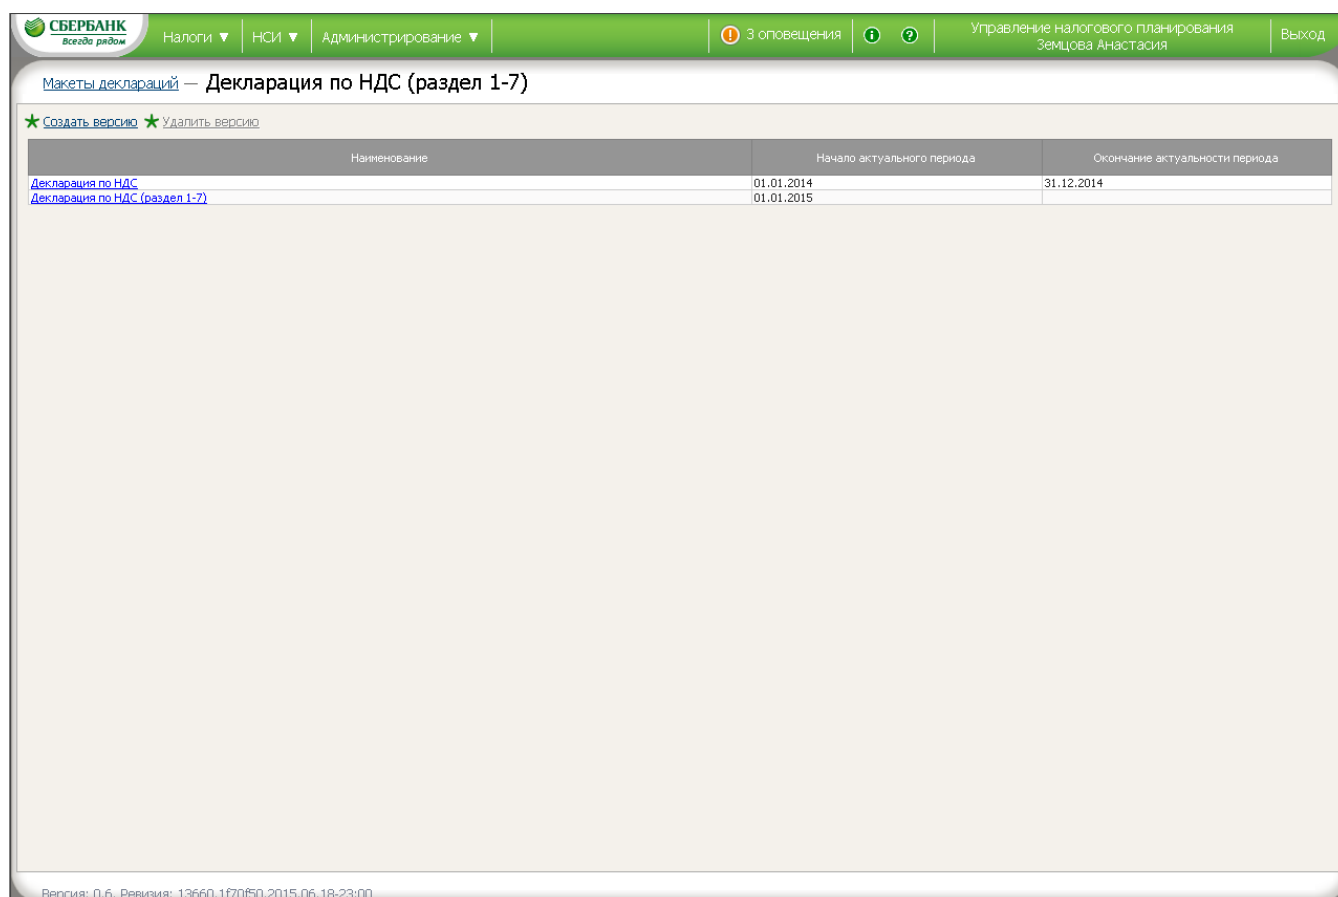 СБЕРБАНК
Всегда рядом
Налоги ▼ НСИ ▼ Администрирование ▼ 3 оповещения Управление налогового планирования
Земцова Анастасия Выход
Макеты деклараций — Декларация по НДС (раздел 1-7)
Создать версию Удалить версию
Наименование Начало актуального периода Окончание актуальности периода
Декларация по НДС 01.01.2014 31.12.2014
Декларация по НДС (раздел 1-7) 01.01.2015
Версия: 0.6, Ревизия: 13660.1f70f50.2015.06.18-23:00